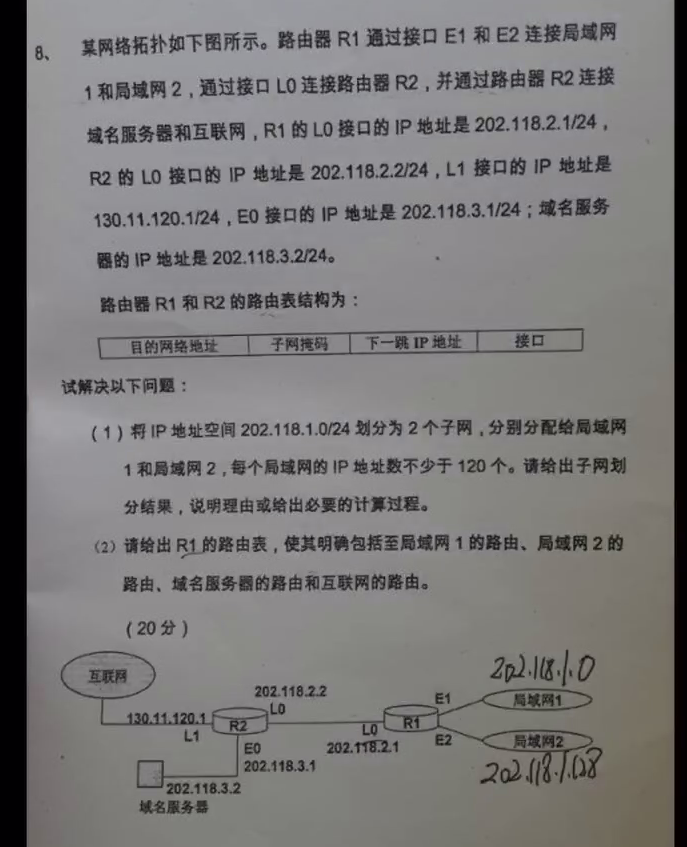 8、 某网络拓扑如下图所示。路由器 R1 通过接口 E1 和 E2 连接局域网
1 和局域网 2，通过接口 L0 连接路由器 R2，并通过路由器 R2 连接
域名服务器和互联网，R1 的 L0 接口的 IP 地址是 202.118.2.1/24，
R2 的 L0 接口的 IP 地址是 202.118.2.2/24，L1 接口的 IP 地址是
130.11.120.1/24，E0 接口的 IP 地址是 202.118.3.1/24；域名服务
器的 IP 地址是 202.118.3.2/24。
路由器 R1 和 R2 的路由表结构为：
目的网络地址 子网掩码 下一跳 IP 地址 接口
试解决以下问题：
（1）将 IP 地址空间 202.118.1.0/24 划分为 2 个子网，分别分配给局域网
1 和局域网 2，每个局域网的 IP 地址数不少于 120 个。请给出子网划
分结果，说明理由或给出必要的计算过程。
（2）请给出 R1 的路由表，使其明确包括至局域网 1 的路由、局域网 2 的
路由、域名服务器的路由和互联网的路由。
（20 分）
202.118.1.0
互联网
202.118.2.2
E1
局域网1
130.11.120.1
R2
L0
L0
R1
L1
E0
202.118.2.1
E2
局域网2
202.118.3.1
202.118.1.128
202.118.3.2
域名服务器